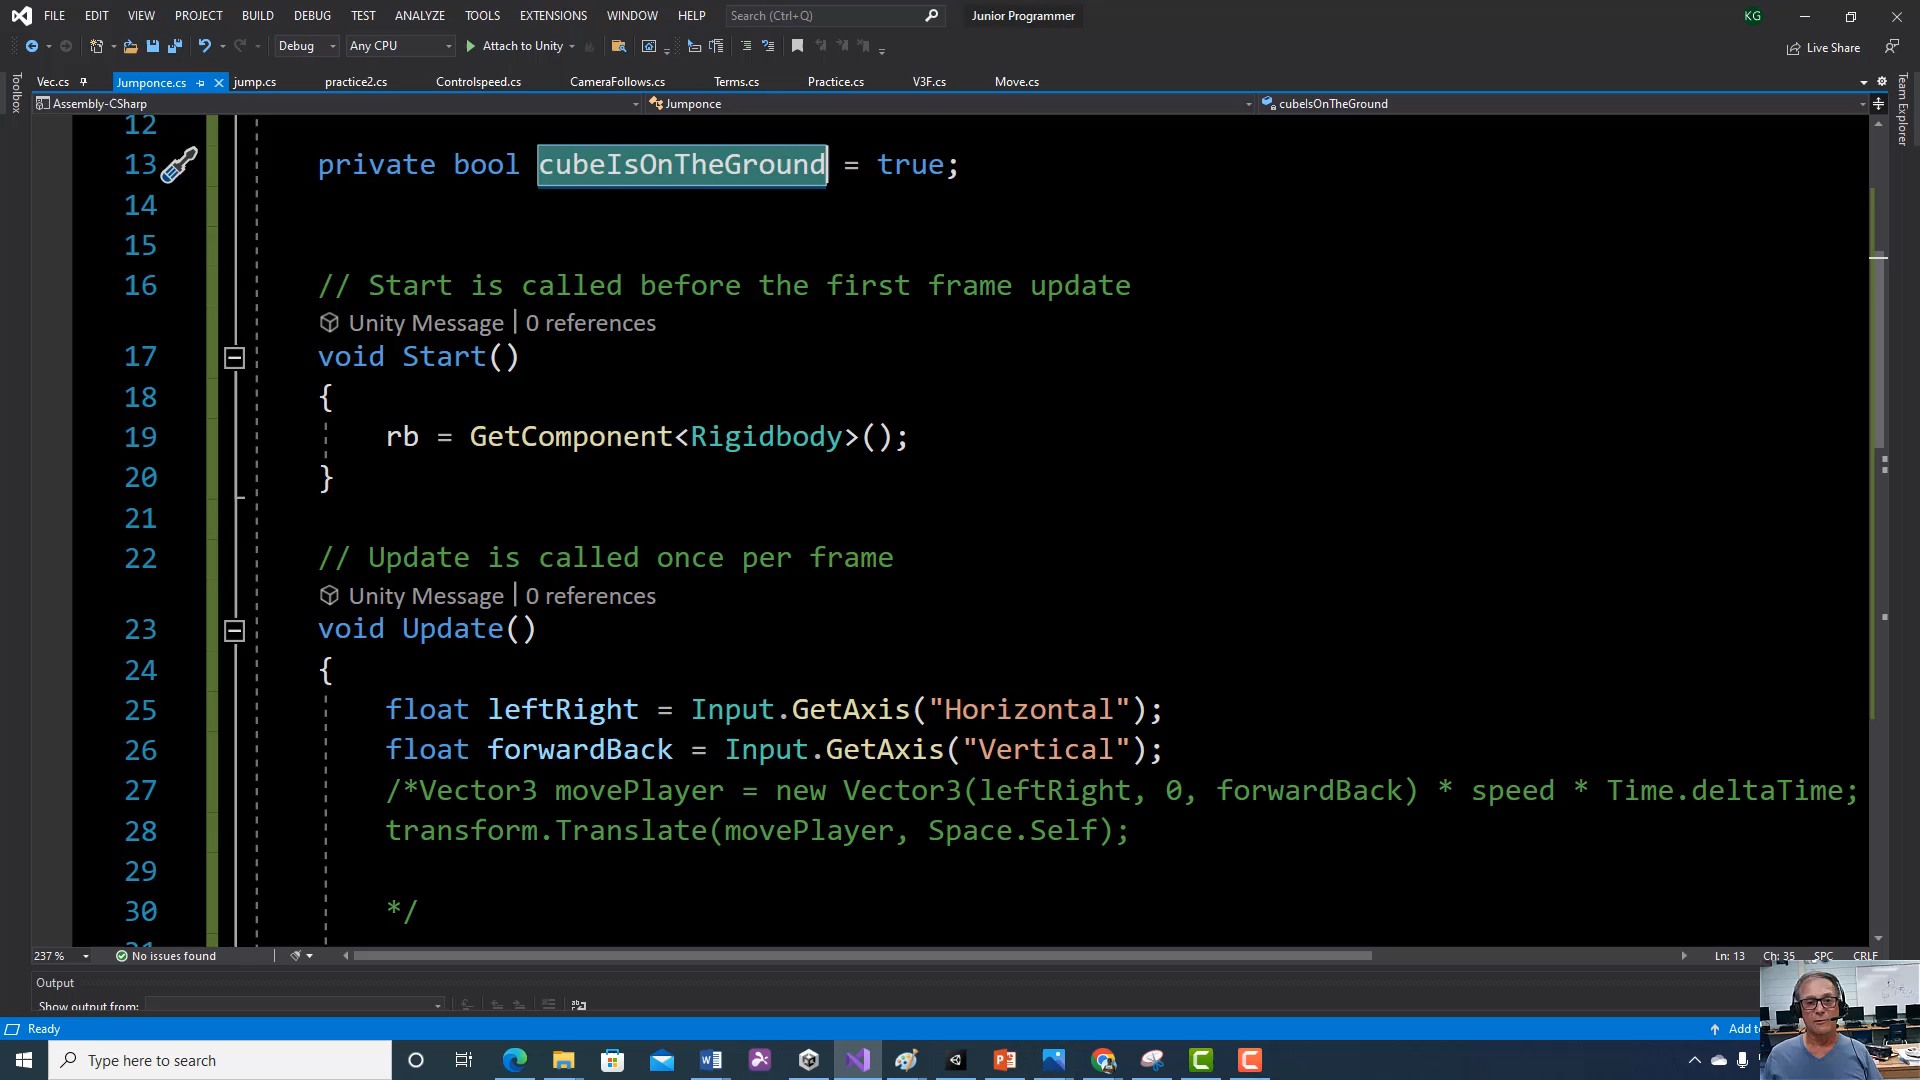 FILE EDIT VIEW PROJECT BUILD DEBUG TEST ANALYZE TOOLS EXTENSIONS WINDOW HELP Search (Ctrl+Q) Junior Programmer KG
Debug Any CPU Attach to Unity Live Share
Vec.cs Jumponce.cs jump.cs practice2.cs Controlspeed.cs CameraFollows.cs Terms.cs Practice.cs V3F.cs Move.cs
Toolbox
Team Explorer
Assembly-CSharp Jumponce cubeIsOnTheGround
12
13 private bool cubeIsOnTheGround = true;
14
15
16 // Start is called before the first frame update
Unity Message | 0 references
17 void Start()
18 {
19 rb = GetComponent<Rigidbody>();
20 }
21
22 // Update is called once per frame
Unity Message | 0 references
23 void Update()
24 {
25 float leftRight = Input.GetAxis("Horizontal");
26 float forwardBack = Input.GetAxis("Vertical");
27 /*Vector3 movePlayer = new Vector3(leftRight, 0, forwardBack) * speed * Time.deltaTime;
28 transform.Translate(movePlayer, Space.Self);
29
30 */
31
237 % No issues found Ln: 13 Ch: 35 SPC CRLF
Output
Show output from:
Ready Add to
Type here to search